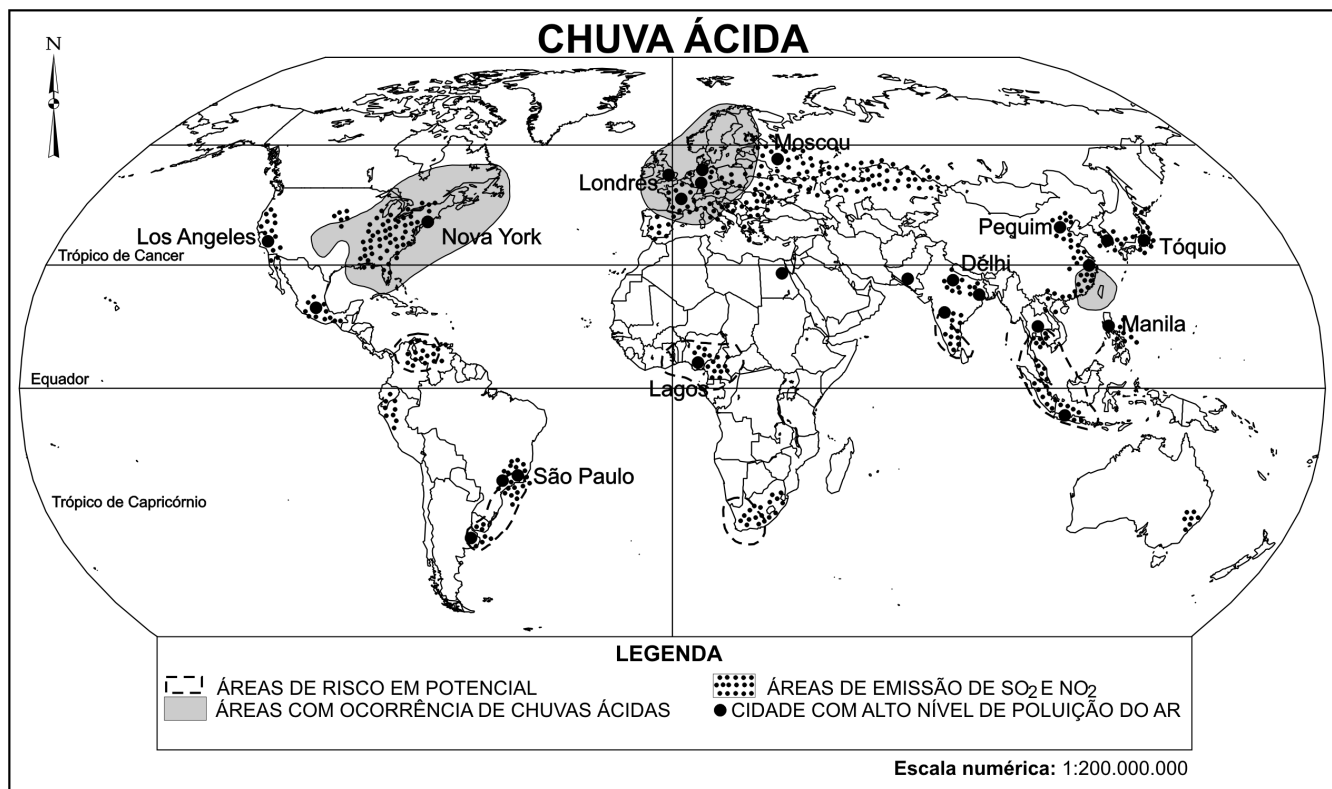 CHUVA ÁCIDA
N
Moscou
Londres
Los Angeles
Nova York
Pequim
Tóquio
Trópico de Cancer
Délhi
Manila
Equador
Lagos
São Paulo
Trópico de Capricórnio
LEGENDA
ÁREAS DE RISCO EM POTENCIAL
ÁREAS DE EMISSÃO DE SO₂ E NO₂
ÁREAS COM OCORRÊNCIA DE CHUVAS ÁCIDAS
CIDADE COM ALTO NÍVEL DE POLUIÇÃO DO AR
Escala numérica: 1:200.000.000